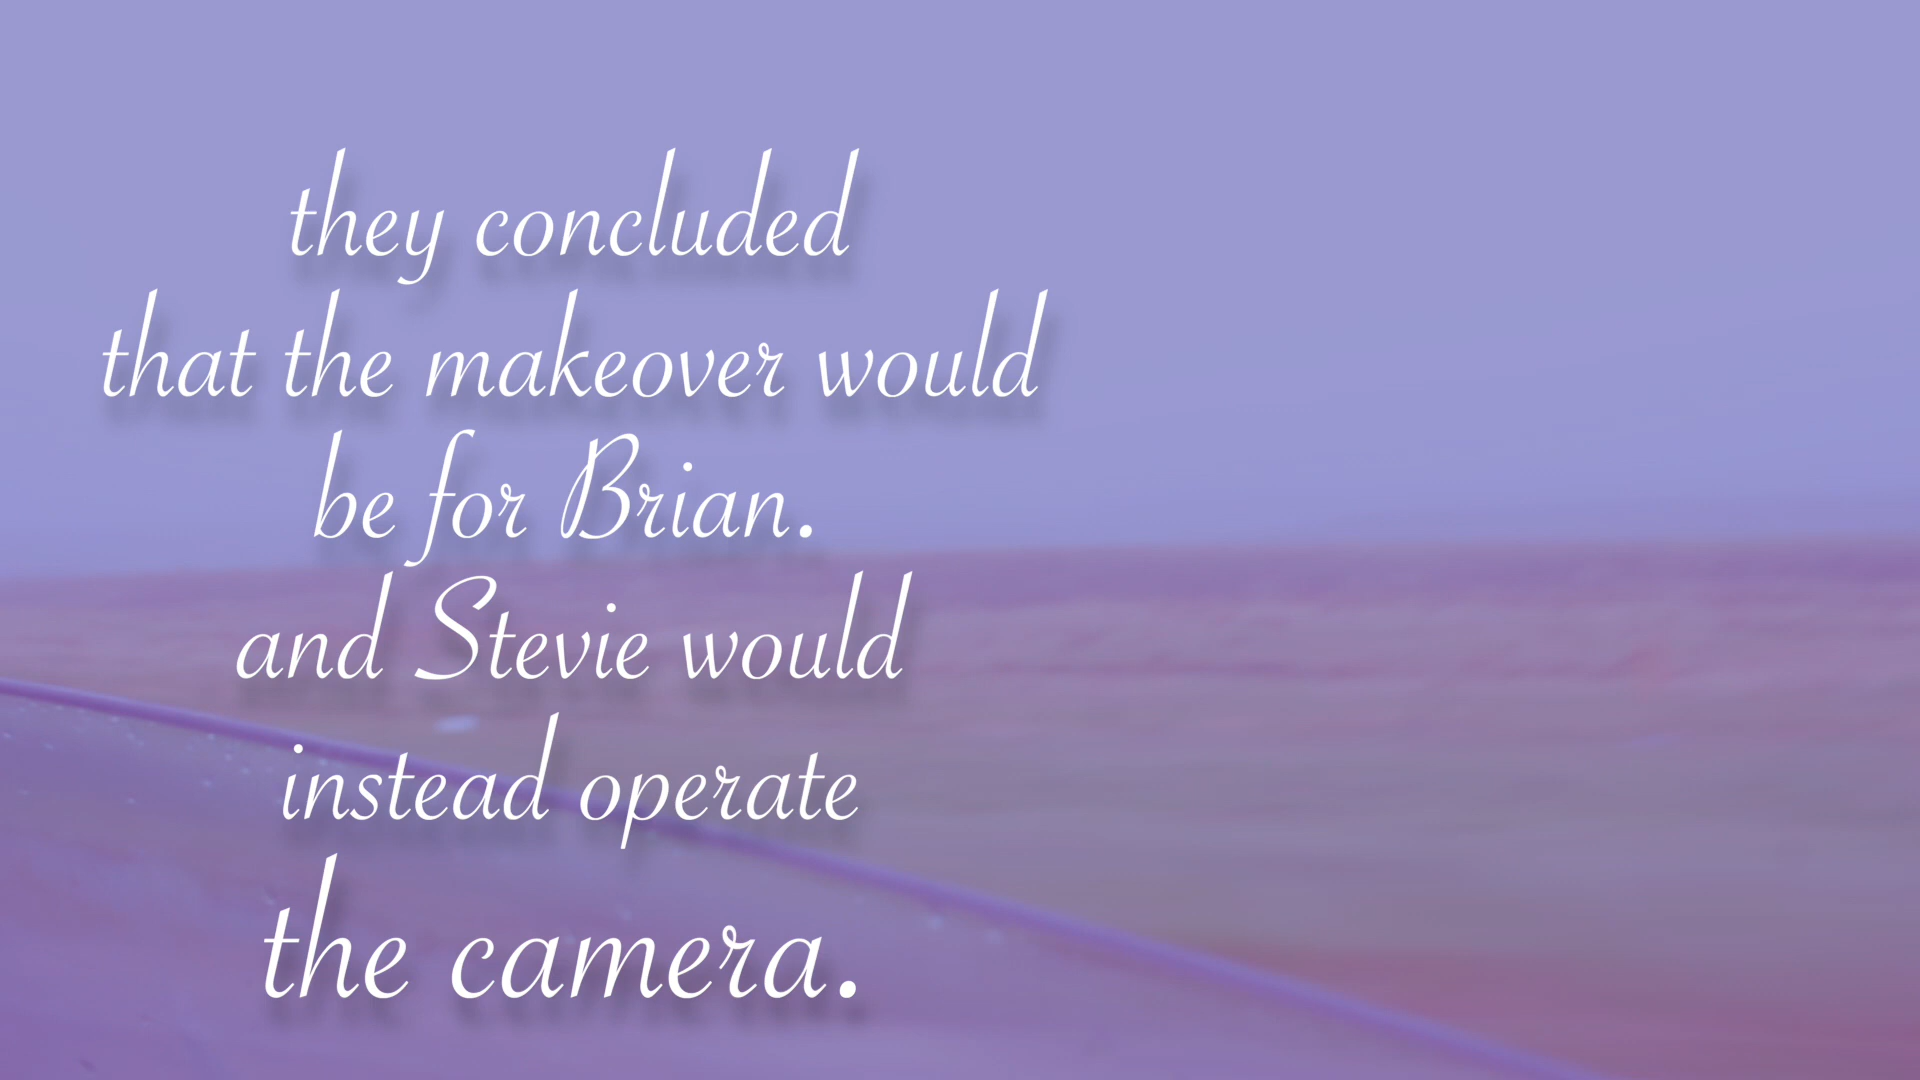 they concluded
that the makeover would
be for Brian.
and Stevie would
instead operate
the camera.